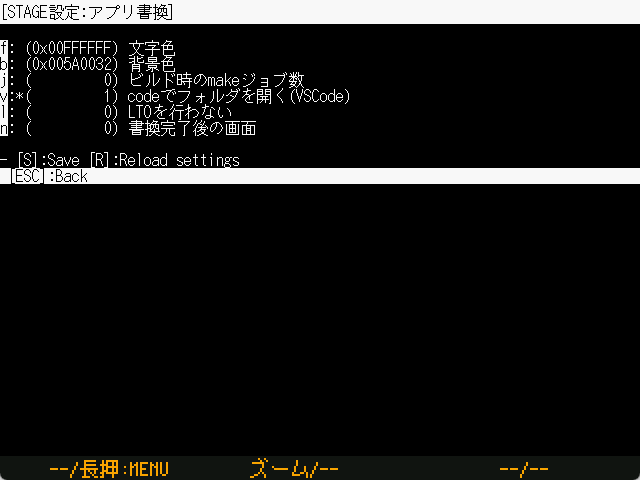 [STAGE設定:アプリ書換]
f: (0x00FFFFFF) 文字色
b: (0x005A0032) 背景色
j: (         0) ビルド時のmakeジョブ数
v:*(         1) codeでフォルダを開く(VSCode)
l: (         0) LTOを行わない
n: (         0) 書換完了後の画面
- [S]:Save [R]:Reload settings
[ESC]:Back
--/長押:MENU ズーム/-- --/--